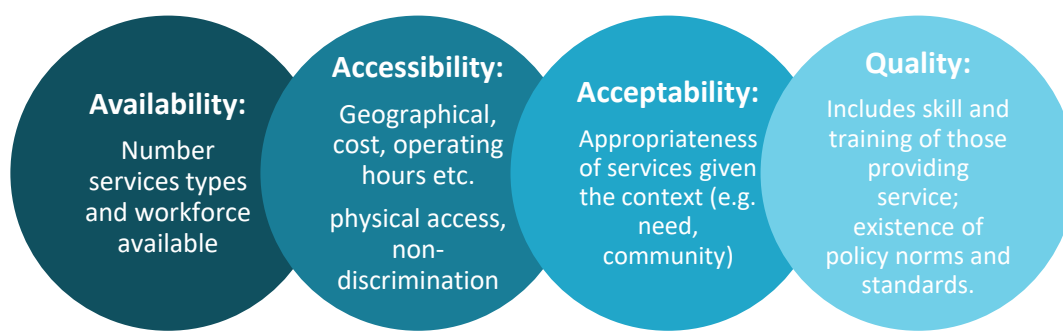 Availability:
Number
services types
and workforce
available
Accessibility:
Geographical,
cost, operating
hours etc.
physical access,
non-
discrimination
Acceptability:
Appropriateness
of services given
the context (e.g.
need,
community)
Quality:
Includes skill and
training of those
providing
service;
existence of
policy norms and
standards.